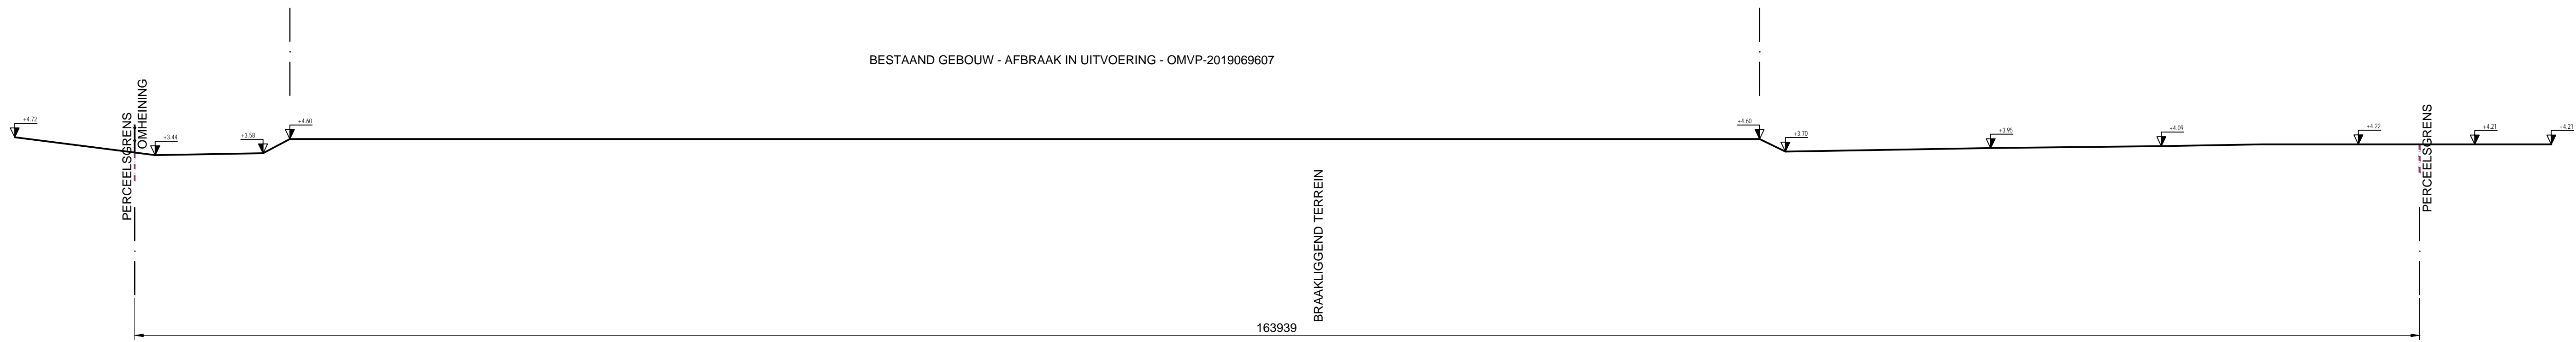 BESTAAND GEBOUW - AFBRAAK IN UITVOERING - OMVP-2019069607
PERCEELSGRENS
OMHEINING
+4.72
+3.44
+3.58
+4.60
+4.60
+3.70
+3.95
+4.09
+4.22
+4.21
+4.21
PERCEELSGRENS
BRAAKLIGGEND TERREIN
163939